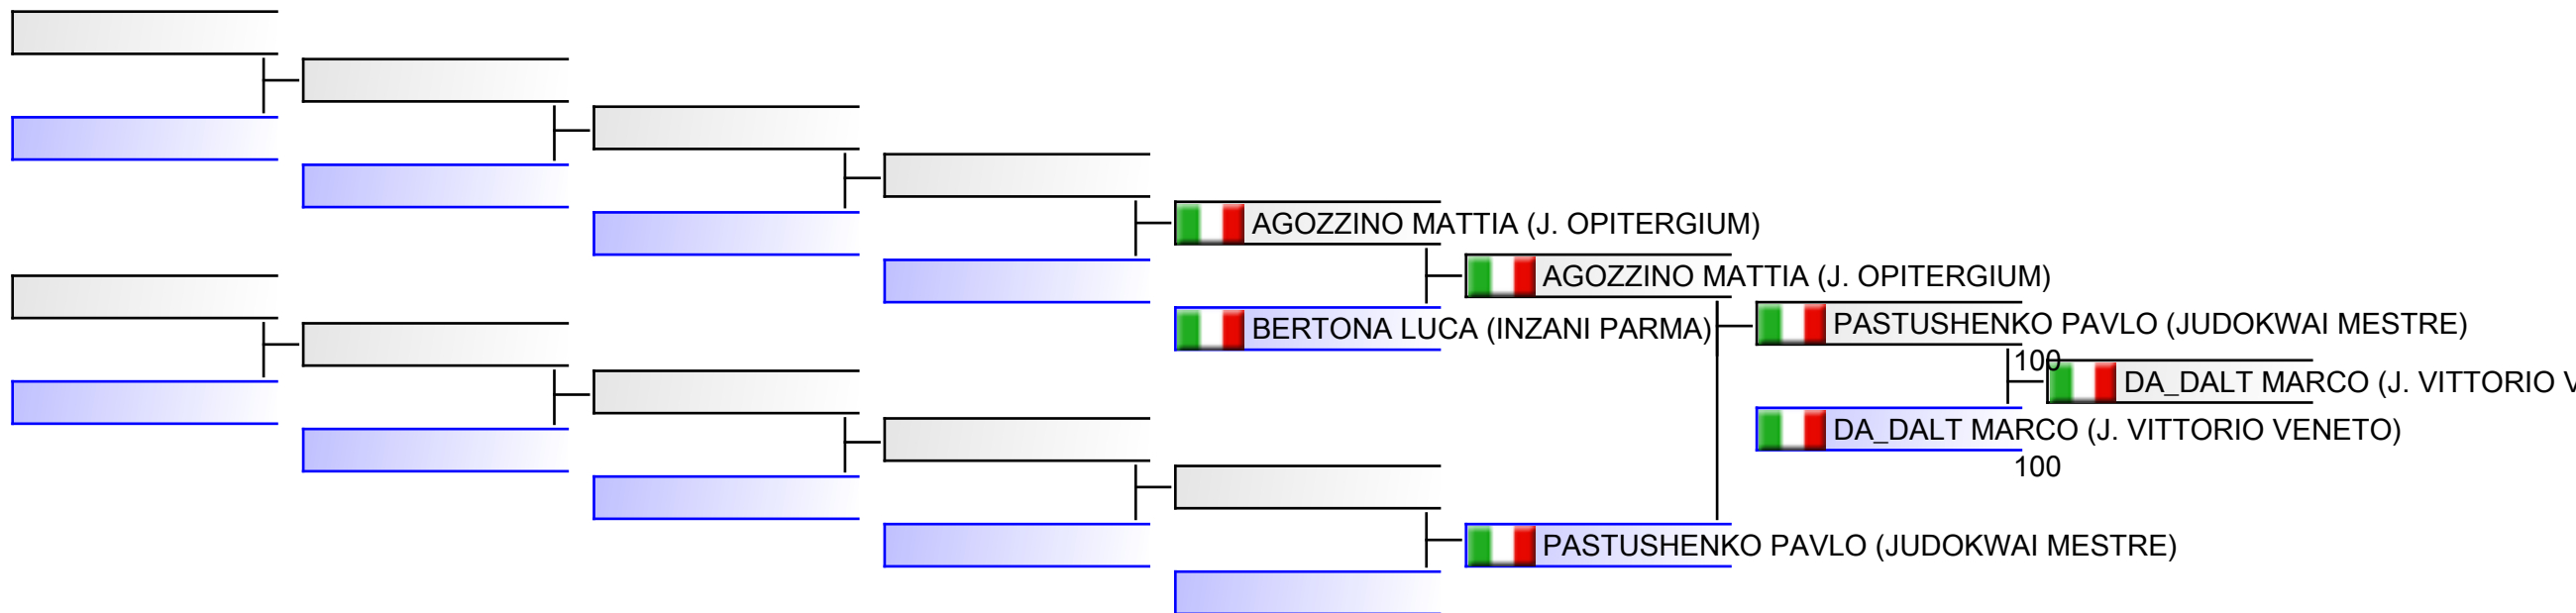 AGOZZINO MATTIA (J. OPITERGIUM)
AGOZZINO MATTIA (J. OPITERGIUM)
BERTONA LUCA (INZANI PARMA)
PASTUSHENKO PAVLO (JUDOKWAI MESTRE)
100
DA_DALT MARCO (J. VITTORIO V
DA_DALT MARCO (J. VITTORIO VENETO)
100
PASTUSHENKO PAVLO (JUDOKWAI MESTRE)